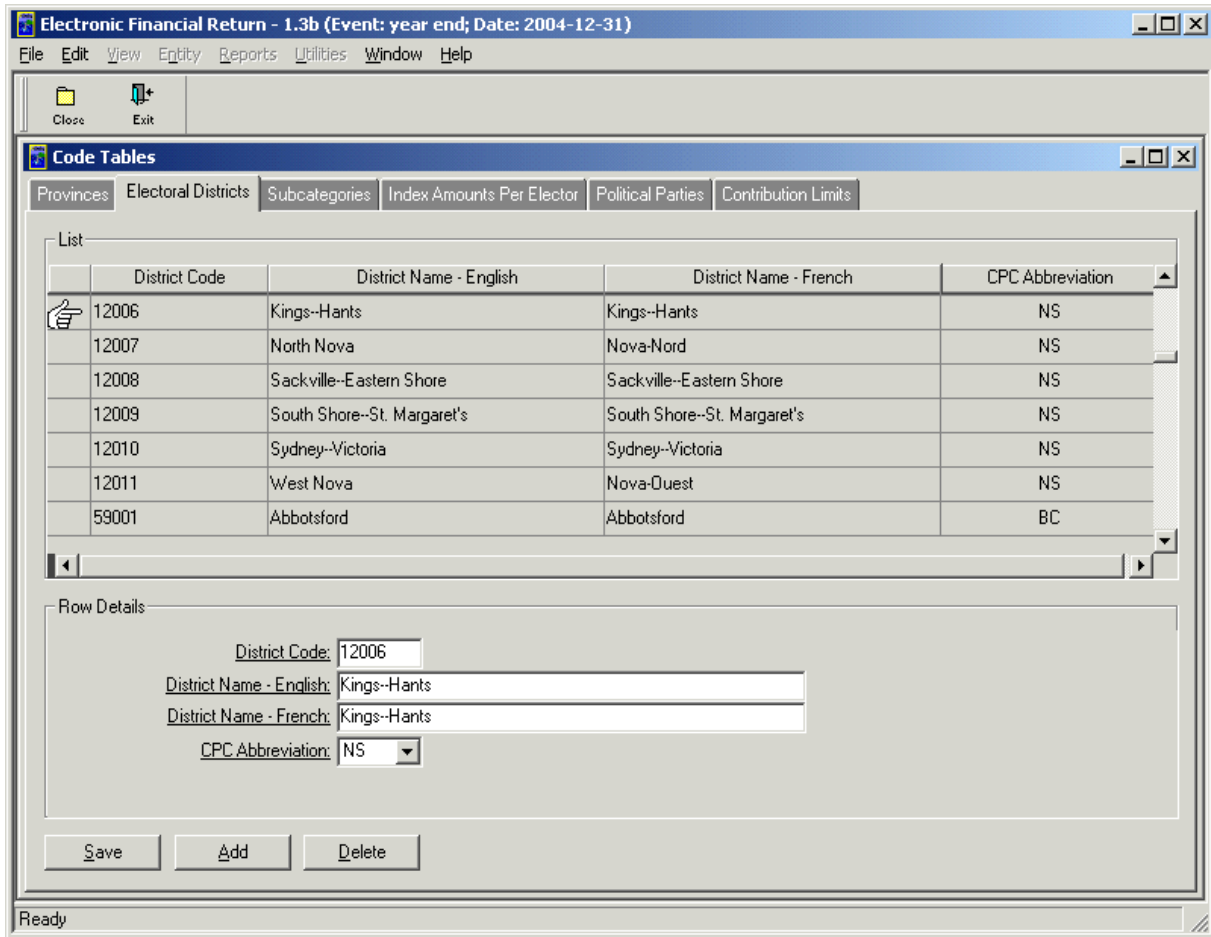 Electronic Financial Return - 1.3b (Event: year end; Date: 2004-12-31)
File Edit View Entity Reports Utilities Window Help
Close Exit
Code Tables
Provinces Electoral Districts Subcategories Index Amounts Per Elector Political Parties Contribution Limits
List
District Code District Name - English District Name - French CPC Abbreviation
12006 Kings--Hants Kings--Hants NS
12007 North Nova Nova-Nord NS
12008 Sackville--Eastern Shore Sackville--Eastern Shore NS
12009 South Shore--St. Margaret's South Shore--St. Margaret's NS
12010 Sydney--Victoria Sydney--Victoria NS
12011 West Nova Nova-Ouest NS
59001 Abbotsford Abbotsford BC
Row Details
District Code: 12006
District Name - English: Kings--Hants
District Name - French: Kings--Hants
CPC Abbreviation: NS
Save Add Delete
Ready